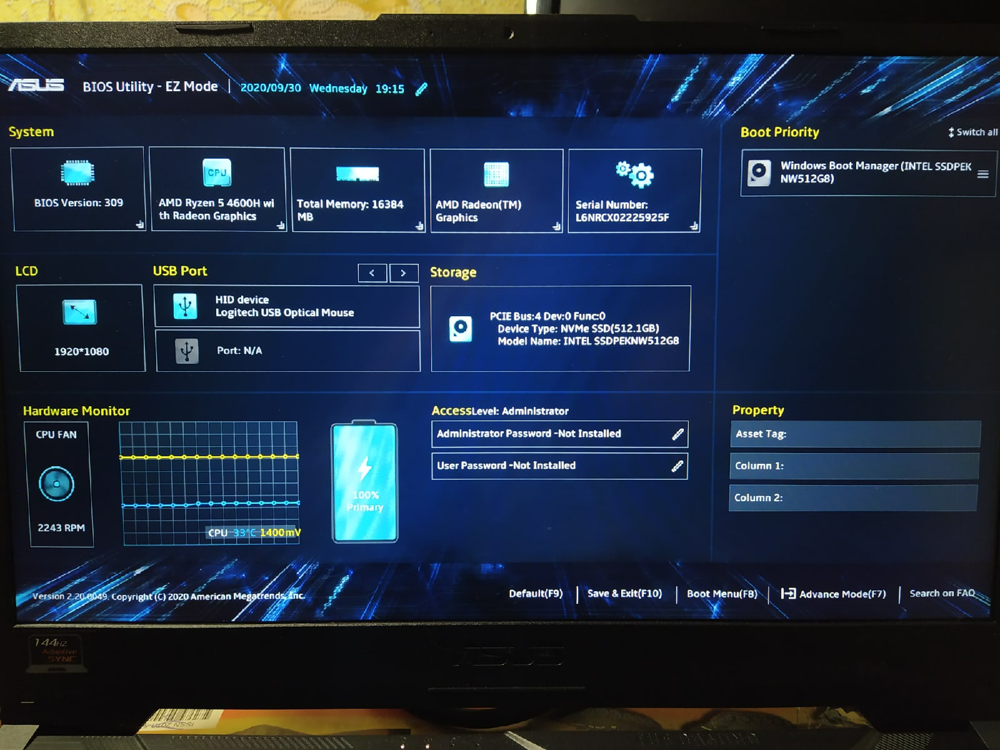 ASUS
BIOS Utility - EZ Mode
2020/09/30 Wednesday 19:15
System
BIOS Version: 309
CPU
AMD Ryzen 5 4600H wi
th Radeon Graphics
Total Memory: 16384
MB
AMD Radeon(TM)
Graphics
Serial Number:
L6NRCX02225925F
Boot Priority
Switch all
Windows Boot Manager (INTEL SSDPEK
NW512G8)
LCD
1920*1080
USB Port
< >
HID device
Logitech USB Optical Mouse
Port: N/A
Storage
PCIE Bus:4 Dev:0 Func:0
Device Type: NVMe SSD(512.1GB)
Model Name: INTEL SSDPEKNW512G8
Hardware Monitor
CPU FAN
2243 RPM
CPU 33°C 1400mV
100%
Primary
AccessLevel: Administrator
Administrator Password -Not Installed
User Password -Not Installed
Property
Asset Tag:
Column 1:
Column 2:
Version 2.20.0049. Copyright (C) 2020 American Megatrends, Inc.
Default(F9)
Save & Exit(F10)
Boot Menu(F8)
Advance Mode(F7)
Search on FAQ
144HZ
Adaptive
SYNC
ASUS